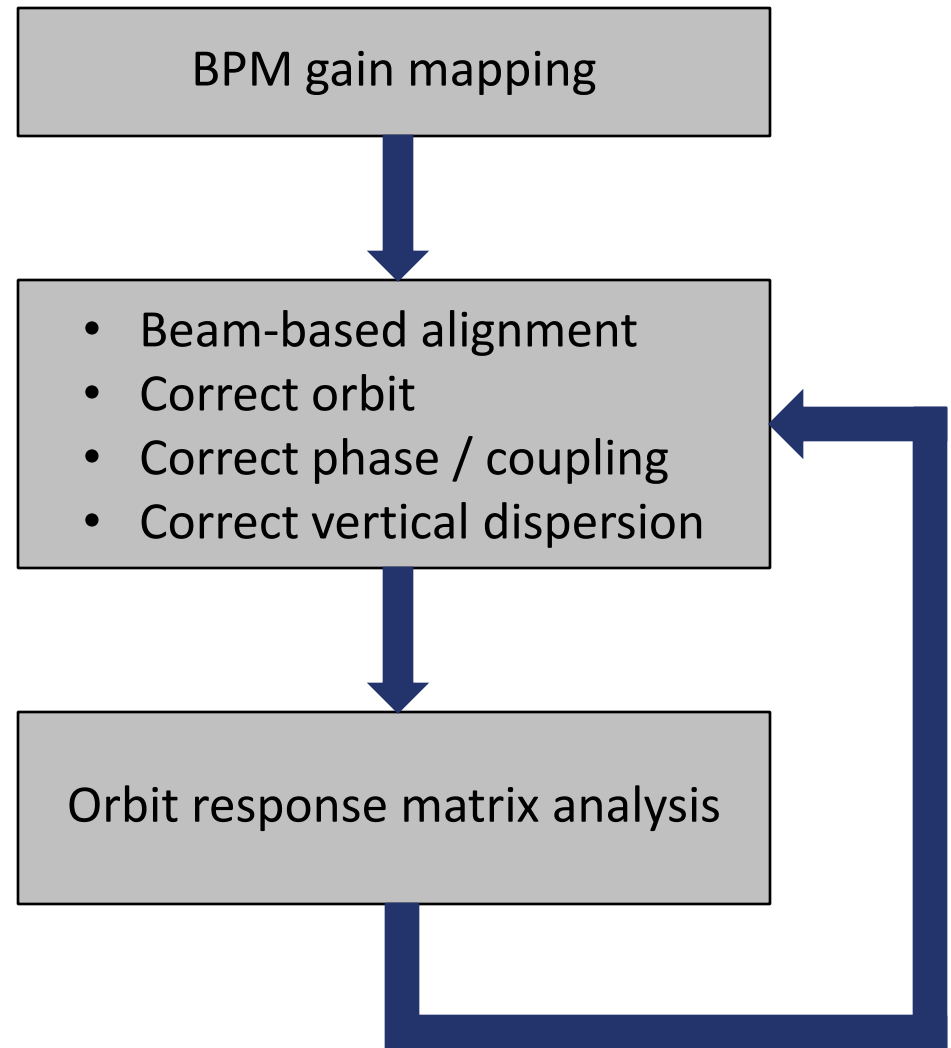 BPM gain mapping
• Beam-based alignment
• Correct orbit
• Correct phase / coupling
• Correct vertical dispersion
Orbit response matrix analysis